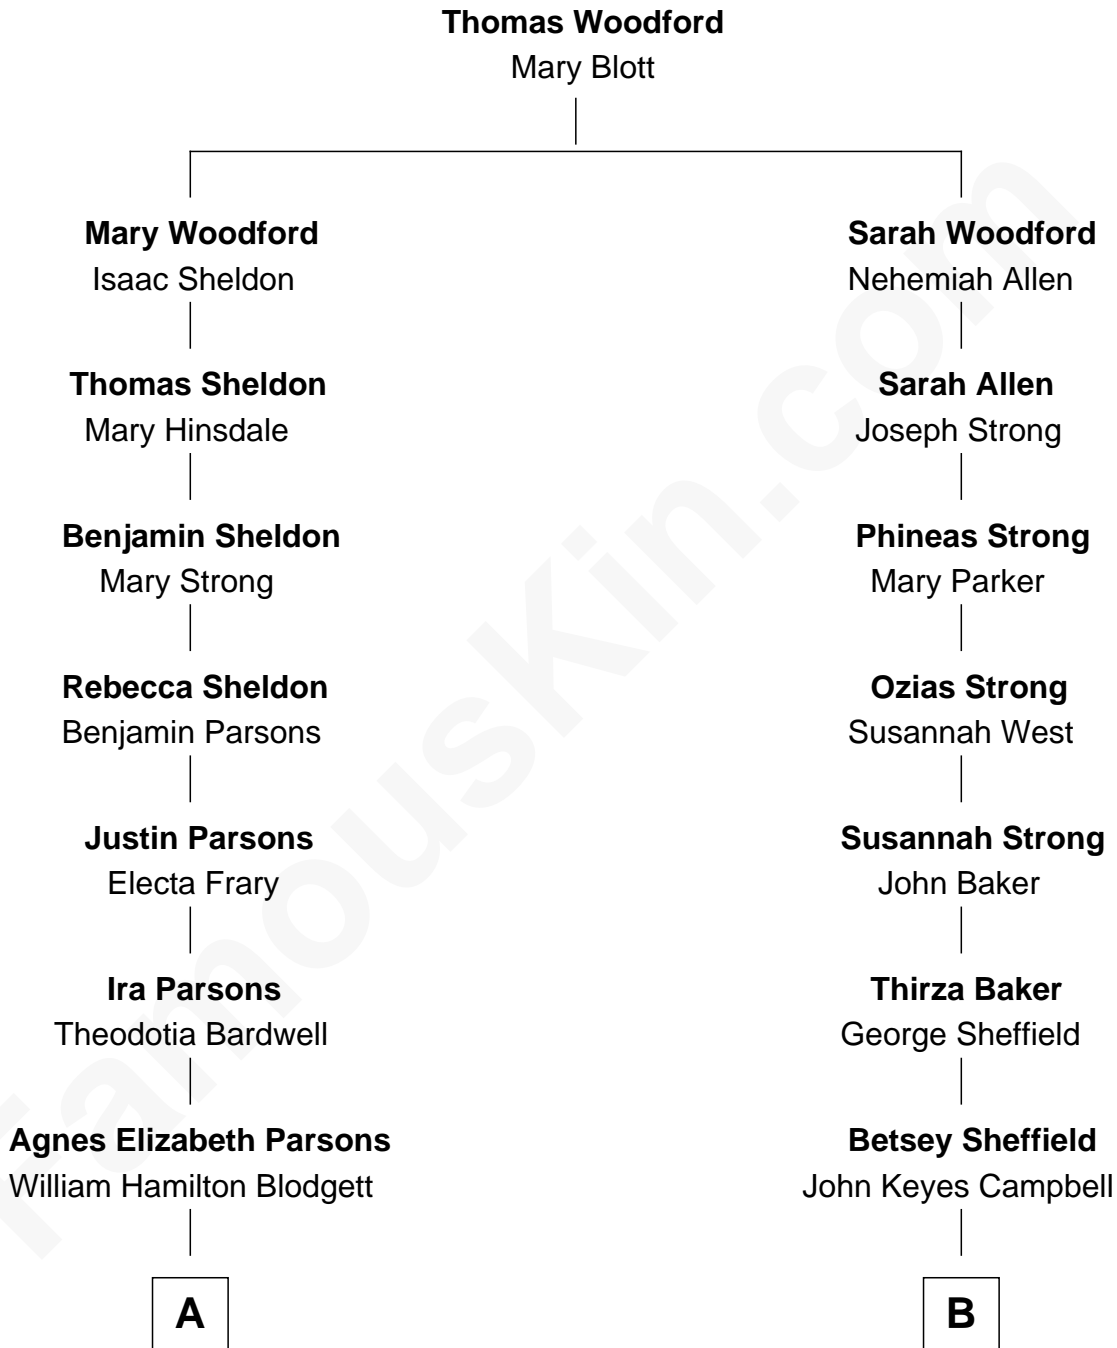 Thomas Woodford
Mary Blott
Mary Woodford
Isaac Sheldon
Sarah Woodford
Nehemiah Allen
Thomas Sheldon
Mary Hinsdale
Sarah Allen
Joseph Strong
Benjamin Sheldon
Mary Strong
Phineas Strong
Mary Parker
Rebecca Sheldon
Benjamin Parsons
Ozias Strong
Susannah West
Justin Parsons
Electa Frary
Susannah Strong
John Baker
Ira Parsons
Theodotia Bardwell
Thirza Baker
George Sheffield
Agnes Elizabeth Parsons
William Hamilton Blodgett
Betsey Sheffield
John Keyes Campbell
A
B
FamousKin.com